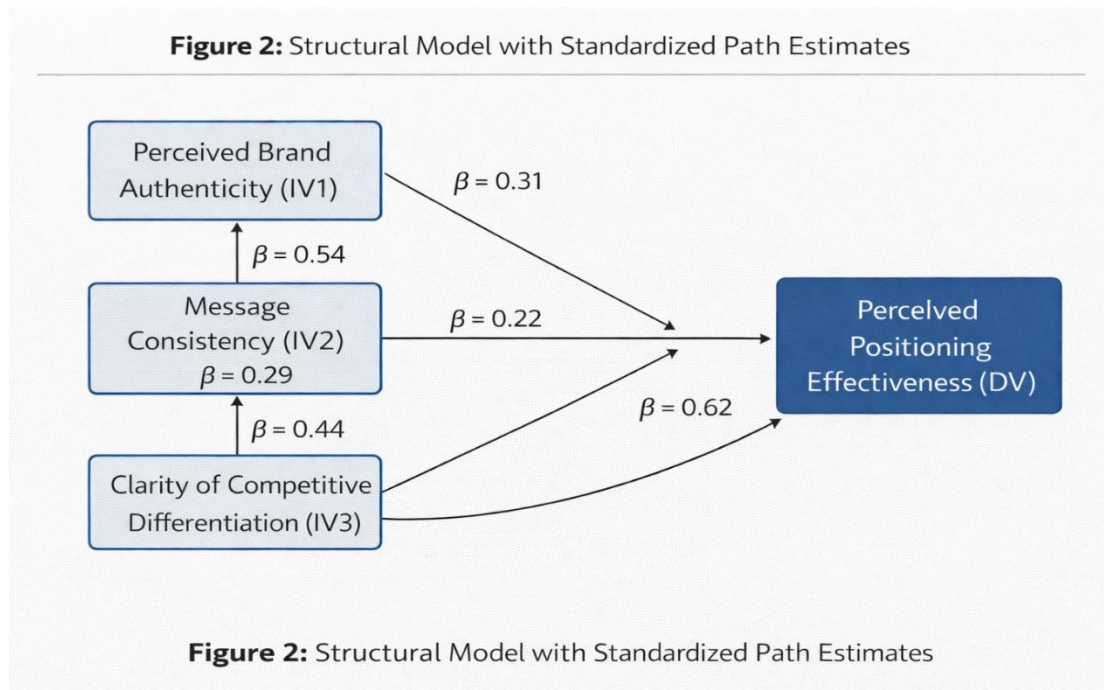 Figure 2: Structural Model with Standardized Path Estimates
Perceived Brand
Authenticity (IV1)
β = 0.31
β = 0.54
Message
Consistency (IV2)
β = 0.29
β = 0.22
Percelved
Positioning
Effectiveness (DV)
β = 0.62
β = 0.44
Clarity of Competitive
Differentiation (IV3)
Figure 2: Structural Model with Standardized Path Estimates